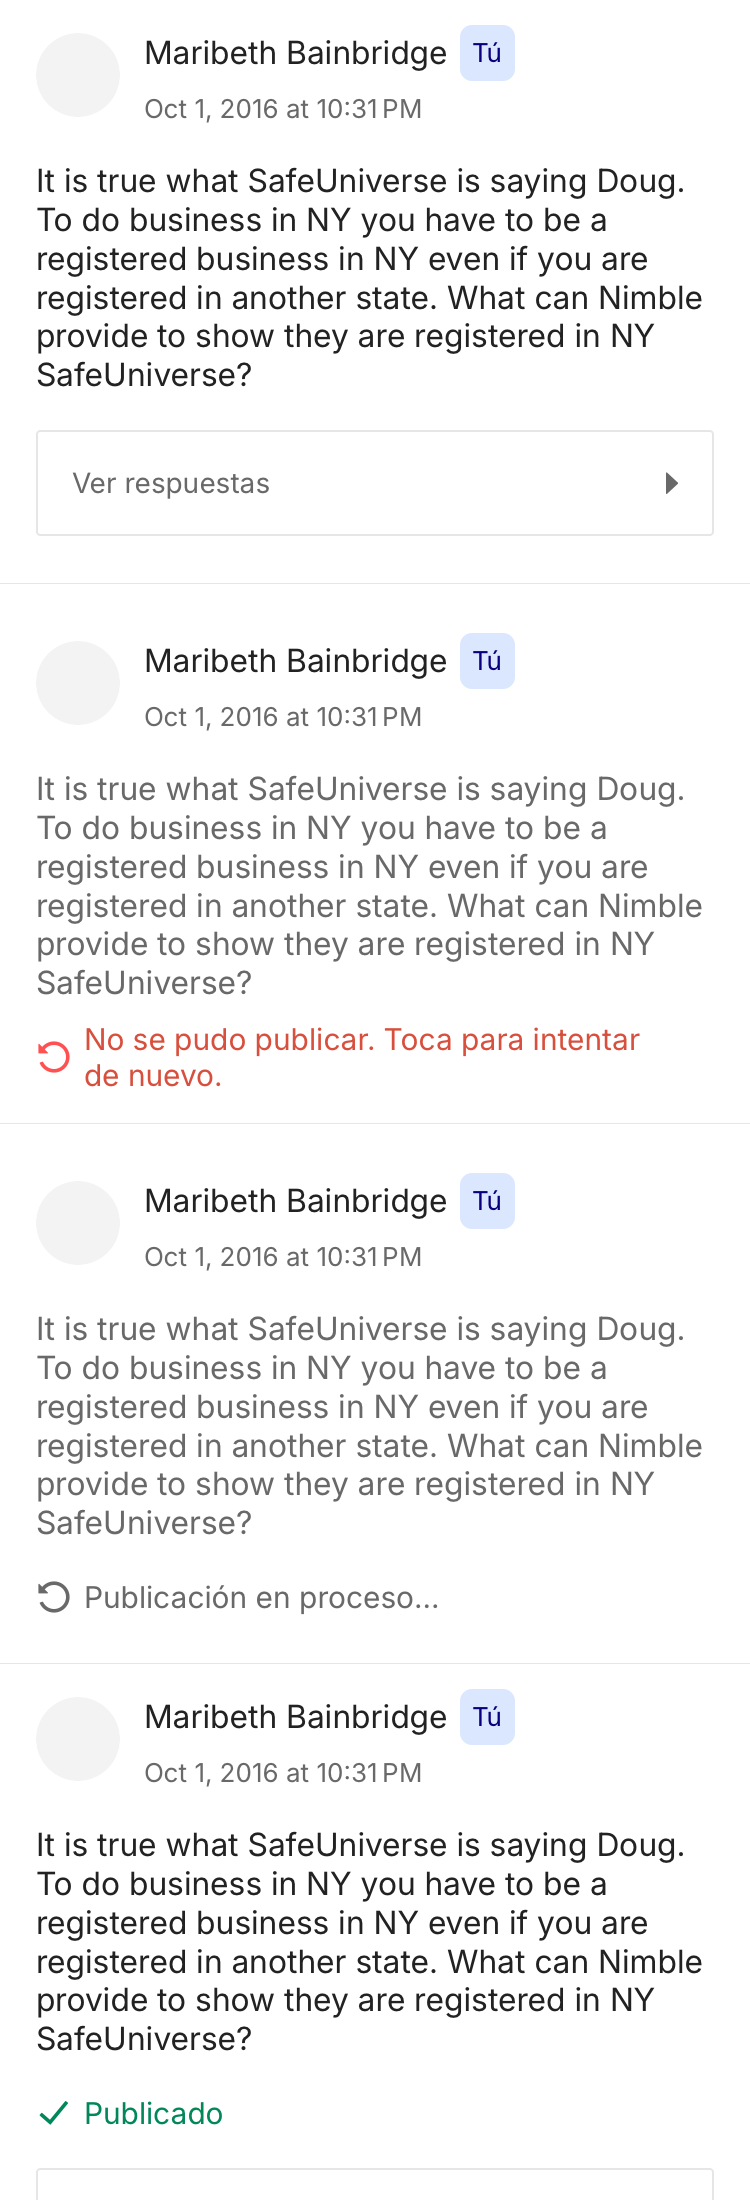 Maribeth Bainbridge Tú
Oct 1, 2016 at 10:31 PM
It is true what SafeUniverse is saying Doug.
To do business in NY you have to be a
registered business in NY even if you are
registered in another state. What can Nimble
provide to show they are registered in NY
SafeUniverse?
Ver respuestas
Maribeth Bainbridge Tú
Oct 1, 2016 at 10:31 PM
It is true what SafeUniverse is saying Doug.
To do business in NY you have to be a
registered business in NY even if you are
registered in another state. What can Nimble
provide to show they are registered in NY
SafeUniverse?
No se pudo publicar. Toca para intentar
de nuevo.
Maribeth Bainbridge Tú
Oct 1, 2016 at 10:31 PM
It is true what SafeUniverse is saying Doug.
To do business in NY you have to be a
registered business in NY even if you are
registered in another state. What can Nimble
provide to show they are registered in NY
SafeUniverse?
Publicación en proceso...
Maribeth Bainbridge Tú
Oct 1, 2016 at 10:31 PM
It is true what SafeUniverse is saying Doug.
To do business in NY you have to be a
registered business in NY even if you are
registered in another state. What can Nimble
provide to show they are registered in NY
SafeUniverse?
Publicado